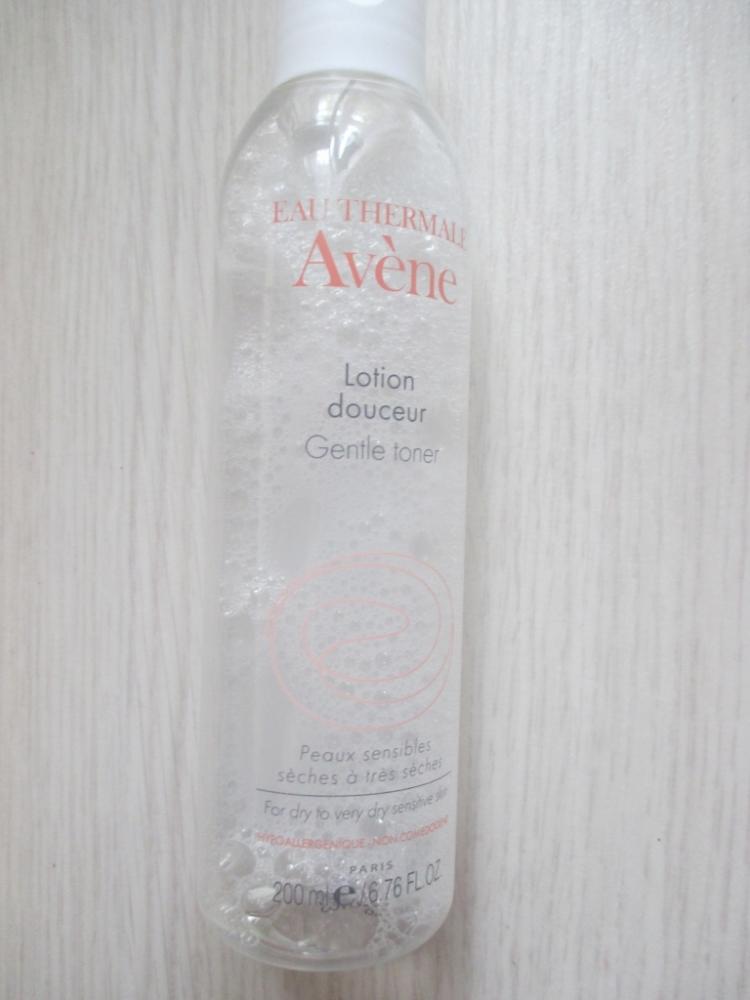 EAU THERMALE
Avène
Lotion
douceur
Gentle toner
Peaux sensibles
sèches à très sèches
For dry to very dry sensitive skin
HYPOALLERGÉNIQUE - NON COMÉDOGÈNE
PARIS
200 ml e / 6.76 FL.OZ